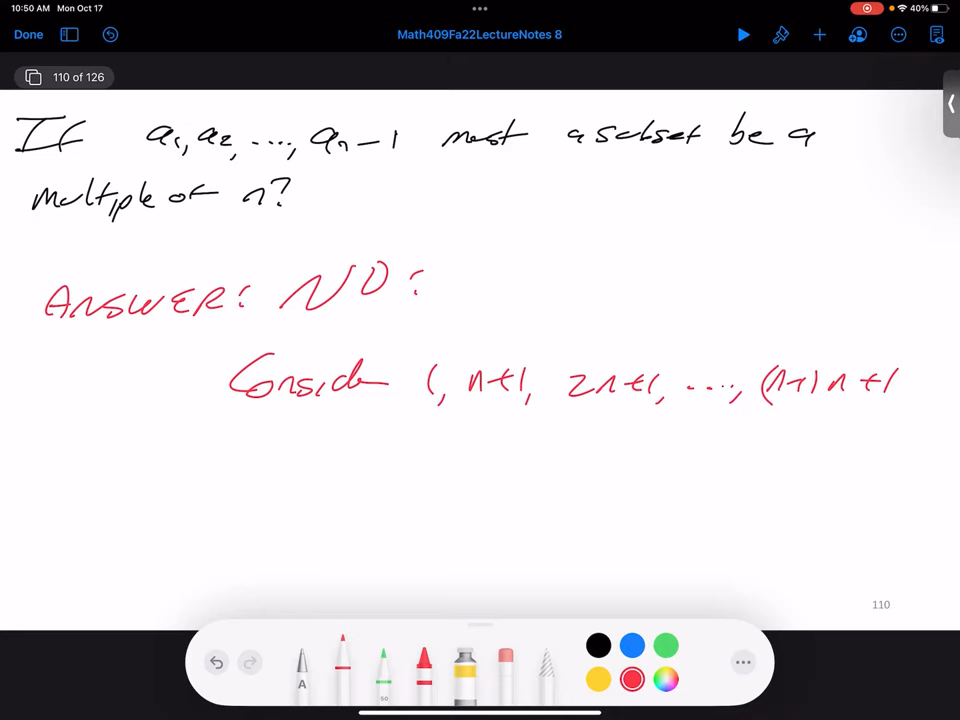 10:50 AM Mon Oct 17
40%
Done
Math409Fa22LectureNotes 8
110 of 126
If a₁, a₂, ...., aₙ-1 must a subset be a
multiple of n?
ANSWER: NO:
Consider 1, n+1, 2n+1, ...., (n-1)n+1
110
A
50